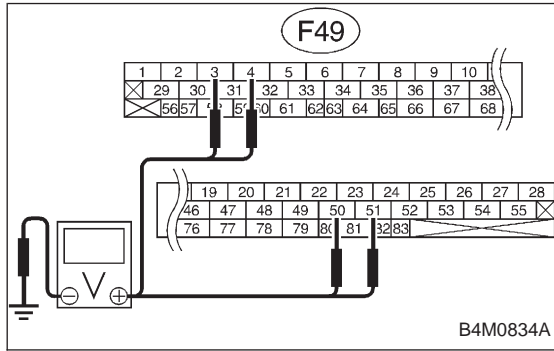 F49
1 2 3 4 5 6 7 8 9 10
29 30 31 32 33 34 35 36 37 38
56 57 60 61 62 63 64 65 66 67 68
19 20 21 22 23 24 25 26 27 28
46 47 48 49 50 51 52 53 54 55
76 77 78 79 80 81 82 83
V
− +
B4M0834A